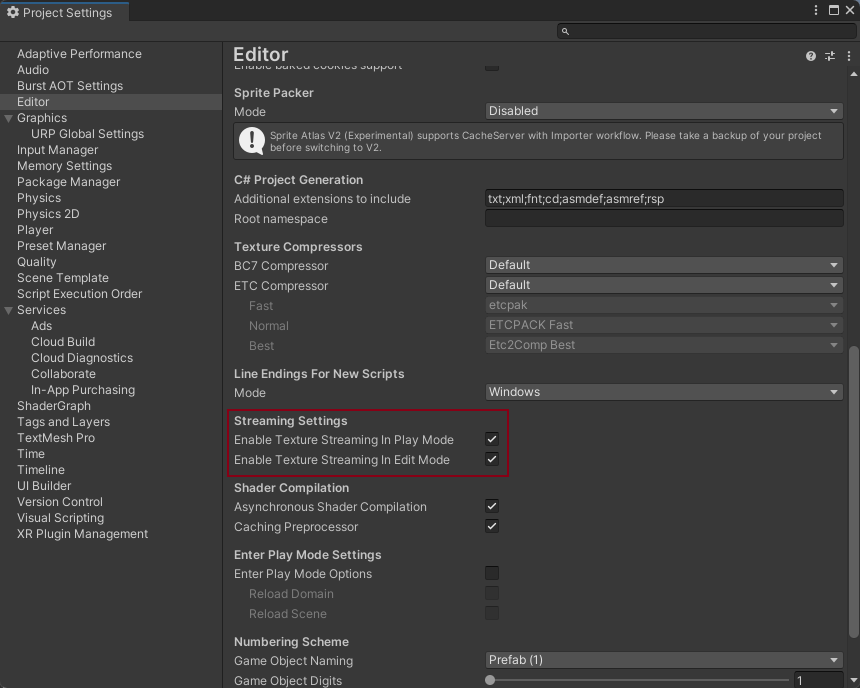 Project Settings
Adaptive Performance
Audio
Burst AOT Settings
Editor
Graphics
URP Global Settings
Input Manager
Memory Settings
Package Manager
Physics
Physics 2D
Player
Preset Manager
Quality
Scene Template
Script Execution Order
Services
Ads
Cloud Build
Cloud Diagnostics
Collaborate
In-App Purchasing
ShaderGraph
Tags and Layers
TextMesh Pro
Time
Timeline
UI Builder
Version Control
Visual Scripting
XR Plugin Management
Editor
Enable baked cookies support
Sprite Packer
Mode Disabled
Sprite Atlas V2 (Experimental) supports CacheServer with Importer workflow. Please take a backup of your project
before switching to V2.
C# Project Generation
Additional extensions to include txt;xml;fnt;cd;asmdef;asmref;rsp
Root namespace
Texture Compressors
BC7 Compressor Default
ETC Compressor Default
Fast etcpak
Normal ETCPACK Fast
Best Etc2Comp Best
Line Endings For New Scripts
Mode Windows
Streaming Settings
Enable Texture Streaming In Play Mode
Enable Texture Streaming In Edit Mode
Shader Compilation
Asynchronous Shader Compilation
Caching Preprocessor
Enter Play Mode Settings
Enter Play Mode Options
Reload Domain
Reload Scene
Numbering Scheme
Game Object Naming Prefab (1)
Game Object Digits 1